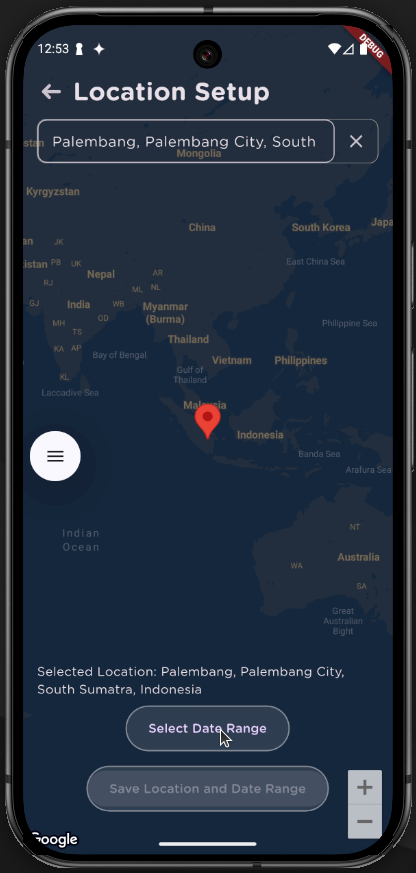 12:53
DEBUG
Location Setup
Palembang, Palembang City, South
Mongolia
Kyrgyzstan
China
South Korea
JK
PB
UK
East China Sea
Nepal
AR
RJ
ML
NL
GJ
India
WB
Myanmar
(Burma)
OD
MH
TS
Philippine Sea
Thailand
KA
AP
Bay of Bengal
Vietnam
Philippines
Gulf of
Thailand
KL
Laccadive Sea
Malaysia
Indonesia
Banda Sea
Arafura Sea
Indian
Ocean
NT
Australia
WA
SA
Great
Australian
Bight
Selected Location: Palembang, Palembang City,
South Sumatra, Indonesia
Select Date Range
Save Location and Date Range
+
−
Google